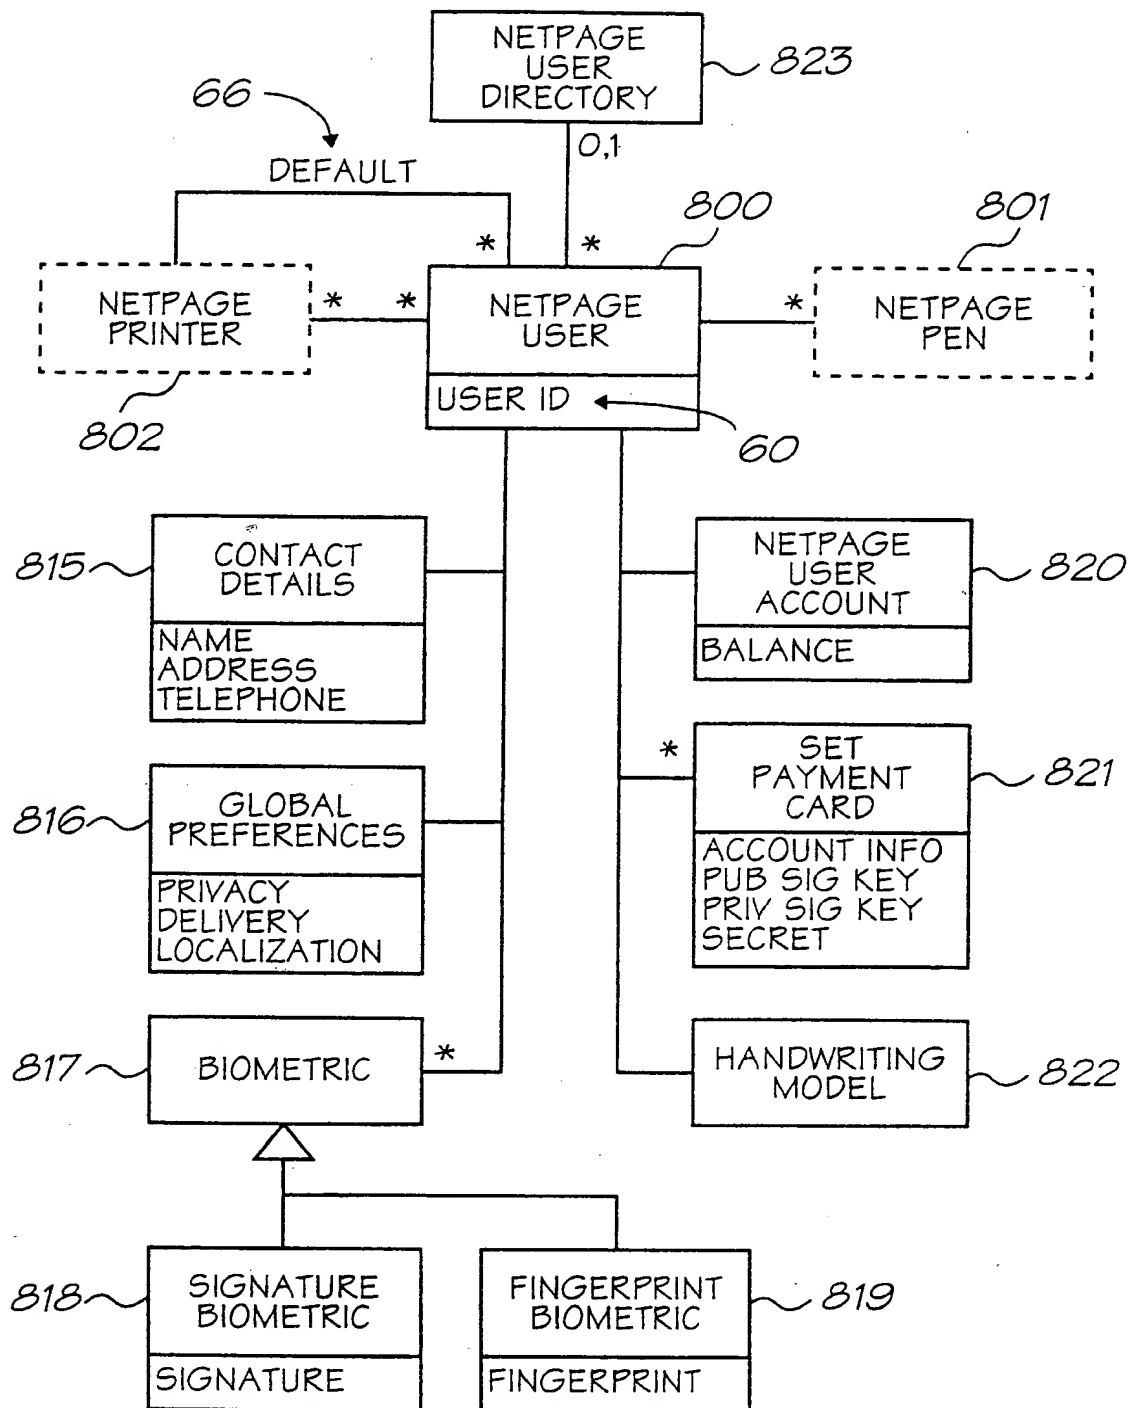 NETPAGE
USER
DIRECTORY
823
66
DEFAULT
0,1
800
801
*
*
NETPAGE
PRINTER
*
*
NETPAGE
USER
*
NETPAGE
PEN
802
USER ID
60
815
CONTACT
DETAILS
NAME
ADDRESS
TELEPHONE
NETPAGE
USER
ACCOUNT
820
BALANCE
816
GLOBAL
PREFERENCES
PRIVACY
DELIVERY
LOCALIZATION
*
SET
PAYMENT
CARD
821
ACCOUNT INFO
PUB SIG KEY
PRIV SIG KEY
SECRET
817
BIOMETRIC
*
HANDWRITING
MODEL
822
818
SIGNATURE
BIOMETRIC
SIGNATURE
FINGERPRINT
BIOMETRIC
819
FINGERPRINT